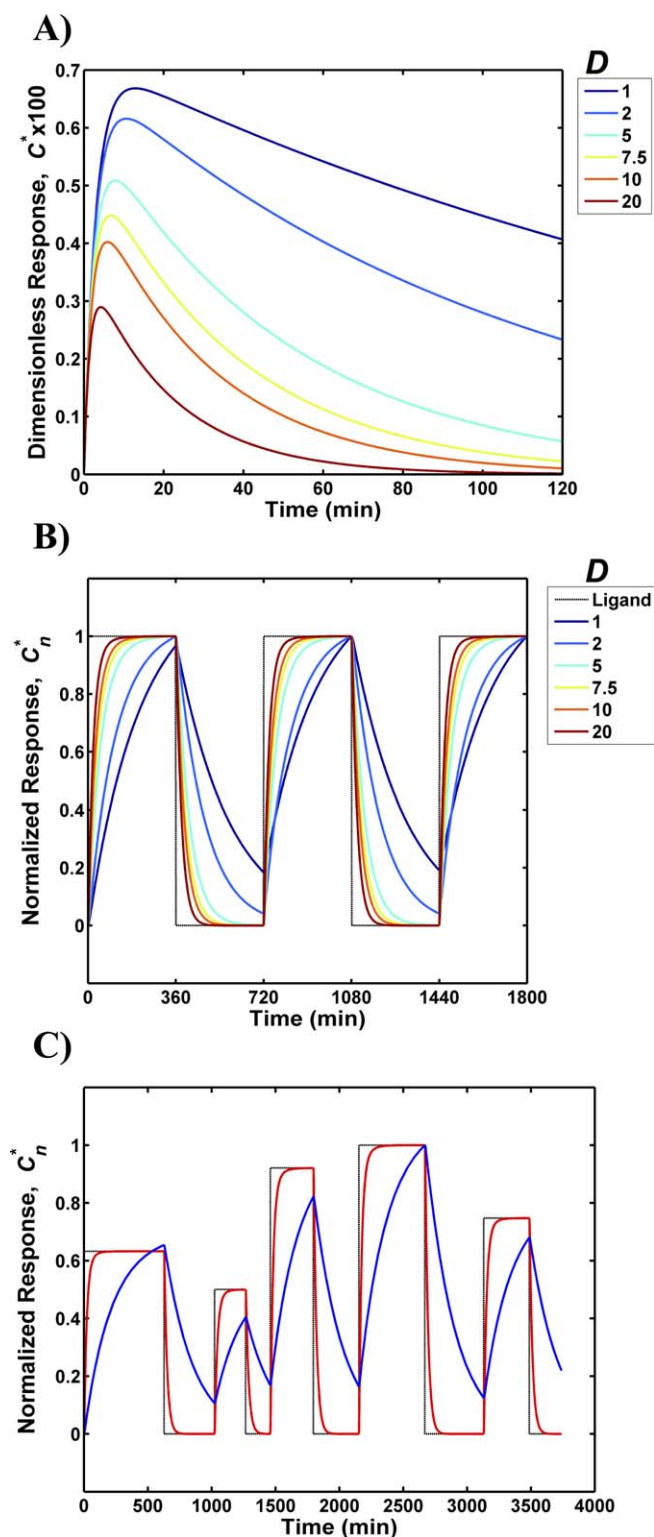 A)
D
1
2
5
7.5
10
20
Dimensionless Response, C*x100
0.7
0.6
0.5
0.4
0.3
0.2
0.1
0
0 20 40 60 80 100 120
Time (min)
B)
D
Ligand
1
2
5
7.5
10
20
Normalized Response, C*n
1
0.8
0.6
0.4
0.2
0
0 360 720 1080 1440 1800
Time (min)
C)
Normalized Response, C*n
1
0.8
0.6
0.4
0.2
0
0 500 1000 1500 2000 2500 3000 3500 4000
Time (min)